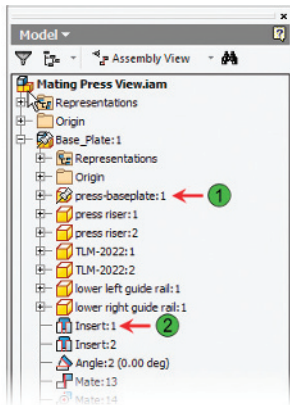 Model
Assembly View
Mating Press View.iam
Representations
Origin
Base_Plate:1
Representations
Origin
press-baseplate:1
1
press riser:1
press riser:2
TLM-2022:1
TLM-2022:2
lower left guide rail:1
lower right guide rail:1
Insert:1
2
Insert:2
Angle:2 (0.00 deg)
Mate:13
Mate:14